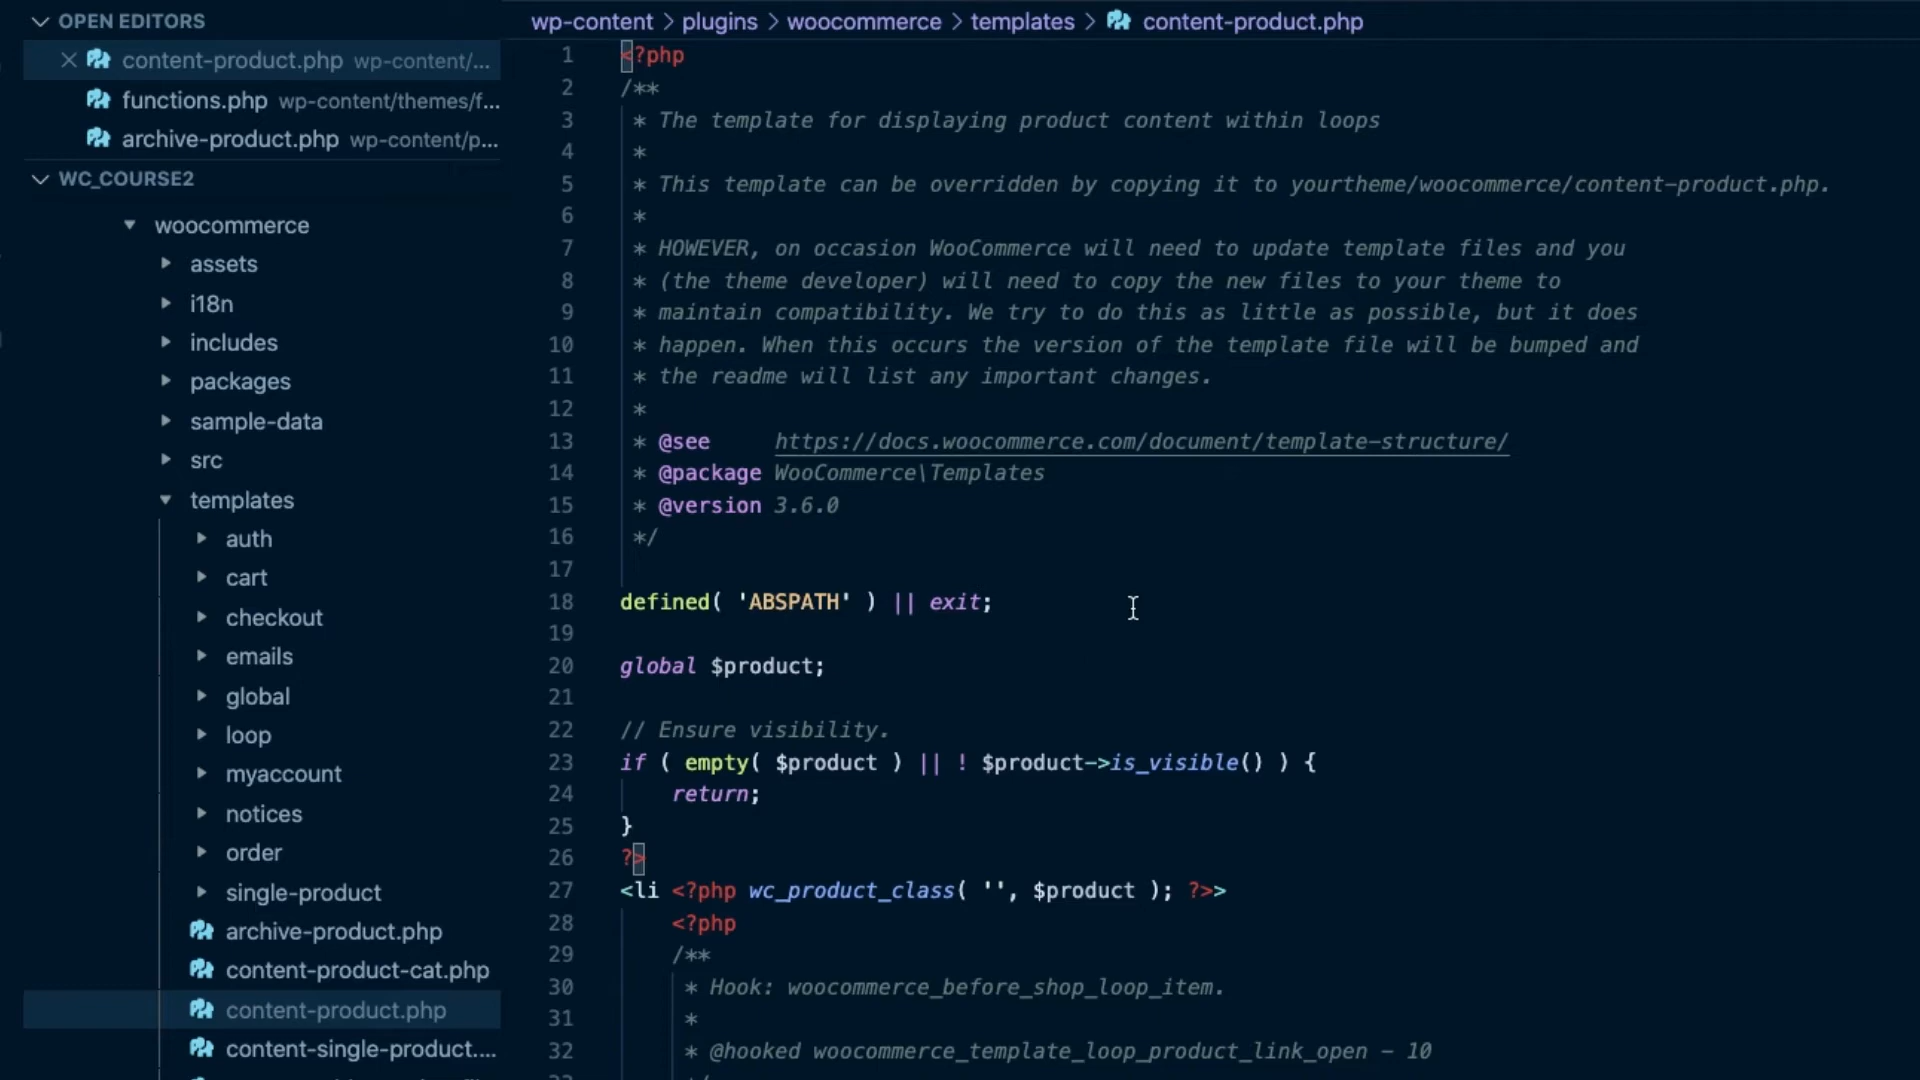 OPEN EDITORS
content-product.php wp-content/...
functions.php wp-content/themes/f...
archive-product.php wp-content/p...
WC_COURSE2
woocommerce
assets
i18n
includes
packages
sample-data
src
templates
auth
cart
checkout
emails
global
loop
myaccount
notices
order
single-product
archive-product.php
content-product-cat.php
content-product.php
content-single-product....
wp-content > plugins > woocommerce > templates > content-product.php
1 <?php
2 /**
3 * The template for displaying product content within loops
4 *
5 * This template can be overridden by copying it to yourtheme/woocommerce/content-product.php.
6 *
7 * HOWEVER, on occasion WooCommerce will need to update template files and you
8 * (the theme developer) will need to copy the new files to your theme to
9 * maintain compatibility. We try to do this as little as possible, but it does
10 * happen. When this occurs the version of the template file will be bumped and
11 * the readme will list any important changes.
12 *
13 * @see https://docs.woocommerce.com/document/template-structure/
14 * @package WooCommerce\Templates
15 * @version 3.6.0
16 */
17
18 defined( 'ABSPATH' ) || exit;
19
20 global $product;
21
22 // Ensure visibility.
23 if ( empty( $product ) || ! $product->is_visible() ) {
24 return;
25 }
26 ?>
27 <li <?php wc_product_class( '', $product ); ?>>
28 <?php
29 /**
30 * Hook: woocommerce_before_shop_loop_item.
31 *
32 * @hooked woocommerce_template_loop_product_link_open - 10